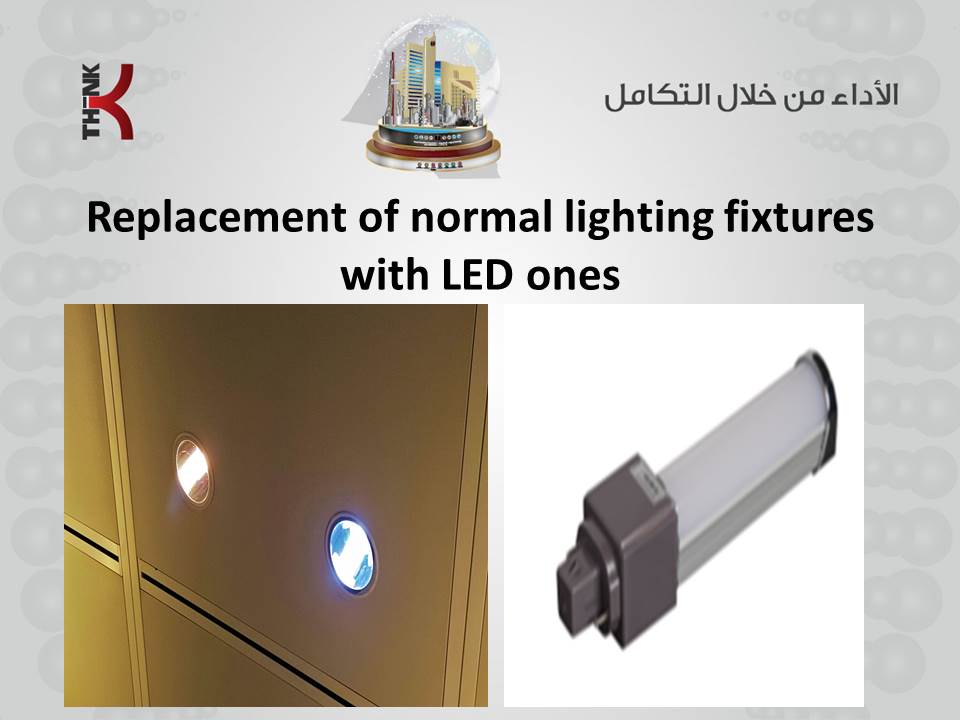 THINK
الأداء من خلال التكامل
Replacement of normal lighting fixtures
with LED ones